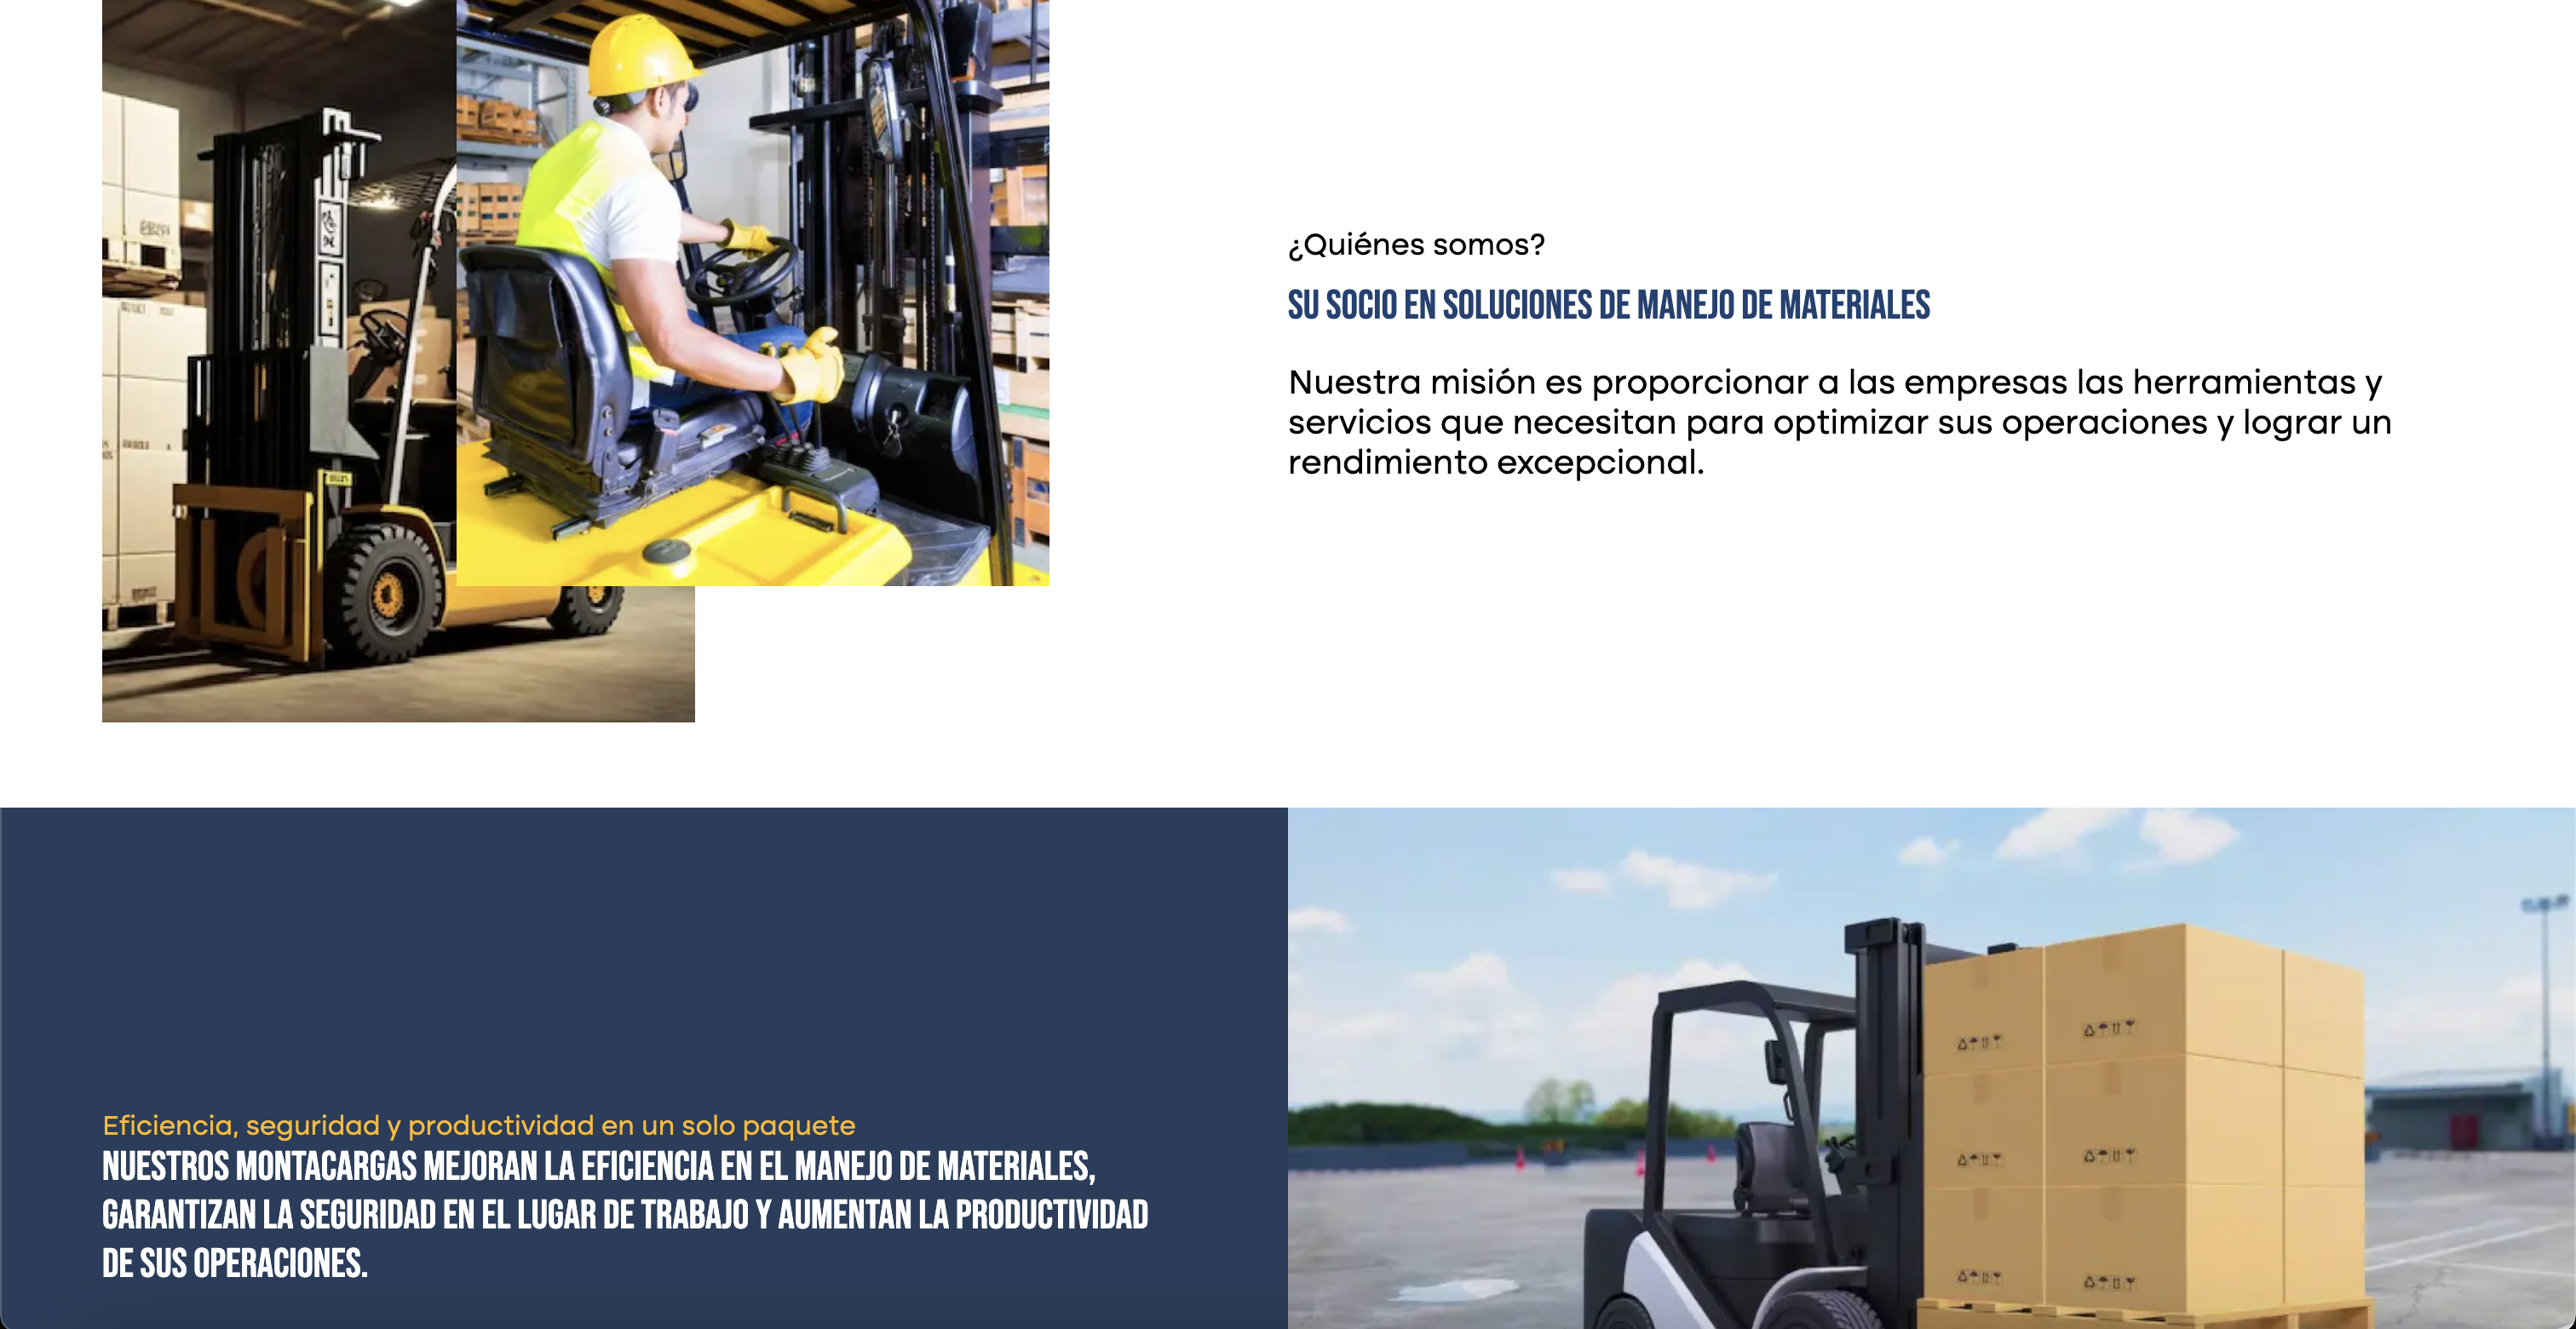 ¿Quiénes somos?
SU SOCIO EN SOLUCIONES DE MANEJO DE MATERIALES
Nuestra misión es proporcionar a las empresas las herramientas y
servicios que necesitan para optimizar sus operaciones y lograr un
rendimiento excepcional.
Eficiencia, seguridad y productividad en un solo paquete
NUESTROS MONTACARGAS MEJORAN LA EFICIENCIA EN EL MANEJO DE MATERIALES,
GARANTIZAN LA SEGURIDAD EN EL LUGAR DE TRABAJO Y AUMENTAN LA PRODUCTIVIDAD
DE SUS OPERACIONES.